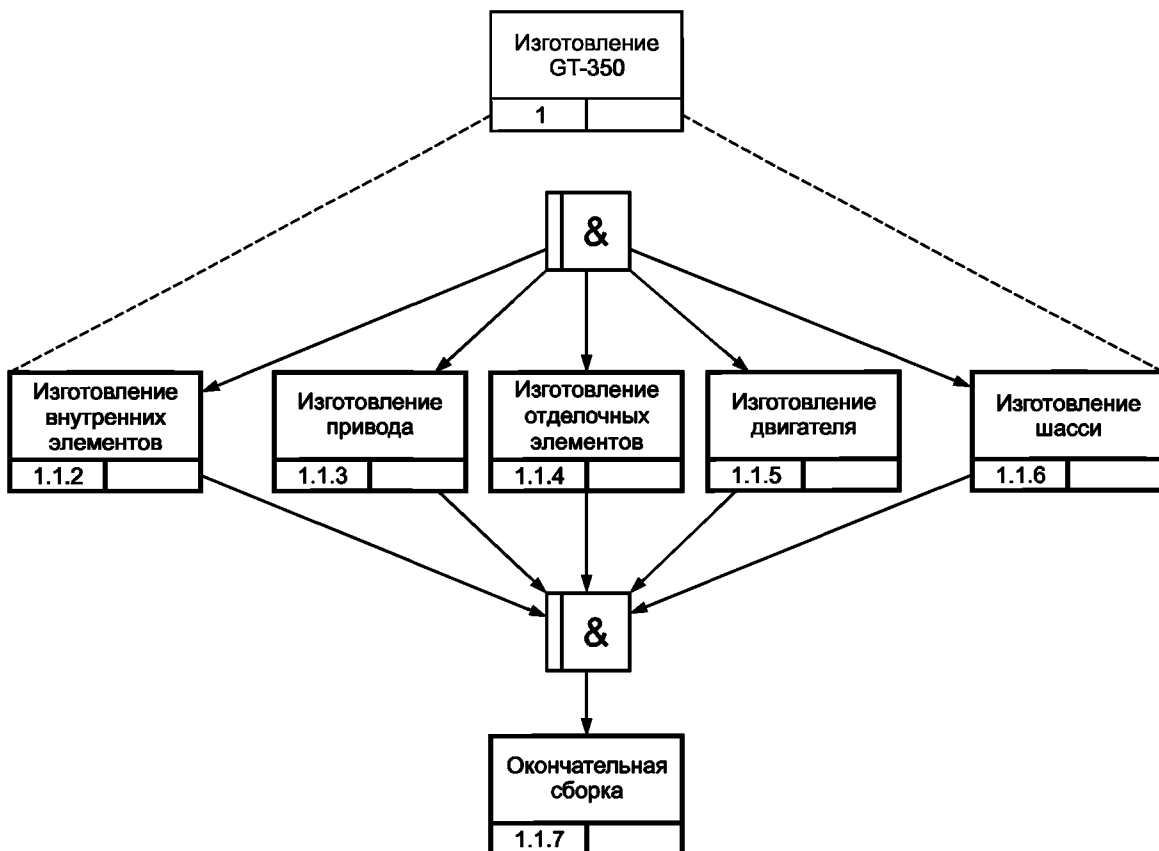 Изготовление
GT-350
1
&
Изготовление
внутренних
элементов
1.1.2
Изготовление
привода
1.1.3
Изготовление
отделочных
элементов
1.1.4
Изготовление
двигателя
1.1.5
Изготовление
шасси
1.1.6
&
Окончательная
сборка
1.1.7